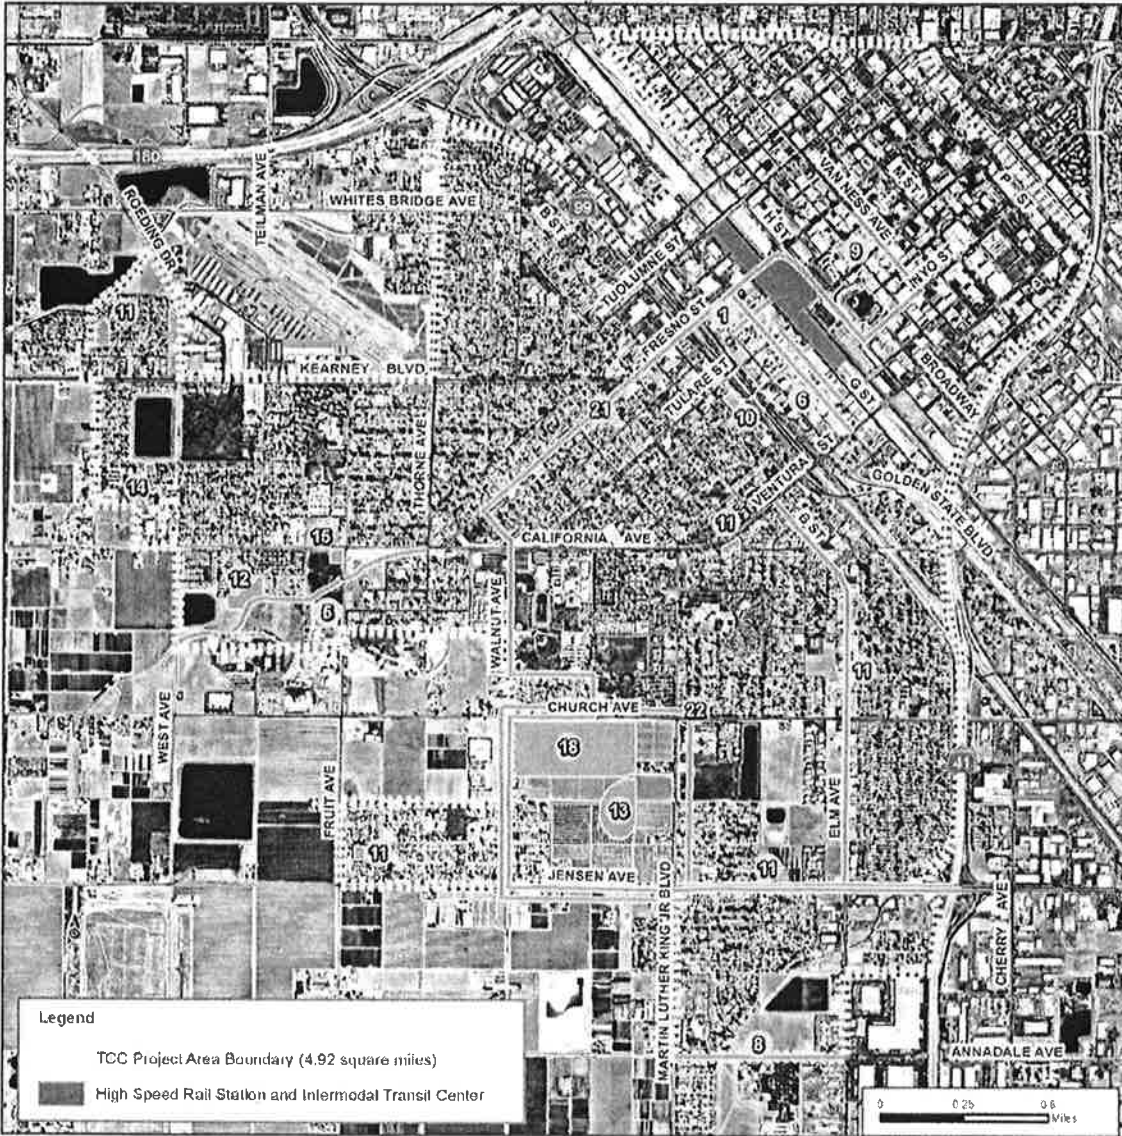 180
TEILMAN AVE
ROEDING DR
WHITES BRIDGE AVE
B ST
99
TUOLUMNE ST
H ST
VAN NESS AVE
M ST
P ST
9
INYO ST
11
FRESNO ST
1
KEARNEY BLVD
TULARE ST
G ST
BROADWAY
21
6
10
THORNE AVE
14
VENTURA ST
GOLDEN STATE BLVD
11
B ST
15
CALIFORNIA AVE
12
5
WALNUT AVE
11
CHURCH AVE
22
WEST AVE
18
41
FRUIT AVE
13
ELM AVE
11
JENSEN AVE
11
MARTIN LUTHER KING JR BLVD
CHERRY AVE
8
ANNADALE AVE
Legend
TCC Project Area Boundary (4.92 square miles)
High Speed Rail Station and Intermodal Transit Center
0 0.25 0.5
Miles